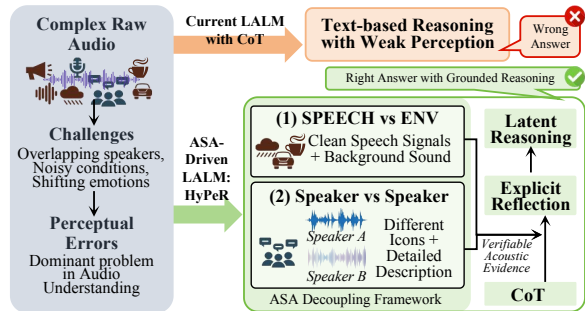 Complex Raw
Audio
Challenges
Overlapping speakers,
Noisy conditions,
Shifting emotions
Perceptual
Errors
Dominant problem
in Audio
Understanding
Current LALM
with CoT
Text-based Reasoning
with Weak Perception
Wrong
Answer
Right Answer with Grounded Reasoning
ASA-
Driven
LALM:
HyPeR
(1) SPEECH vs ENV
Clean Speech Signals
+ Background Sound
(2) Speaker vs Speaker
Speaker A
Speaker B
Different
Icons +
Detailed
Description
ASA Decoupling Framework
Latent
Reasoning
Explicit
Reflection
Verifiable
Acoustic
Evidence
CoT